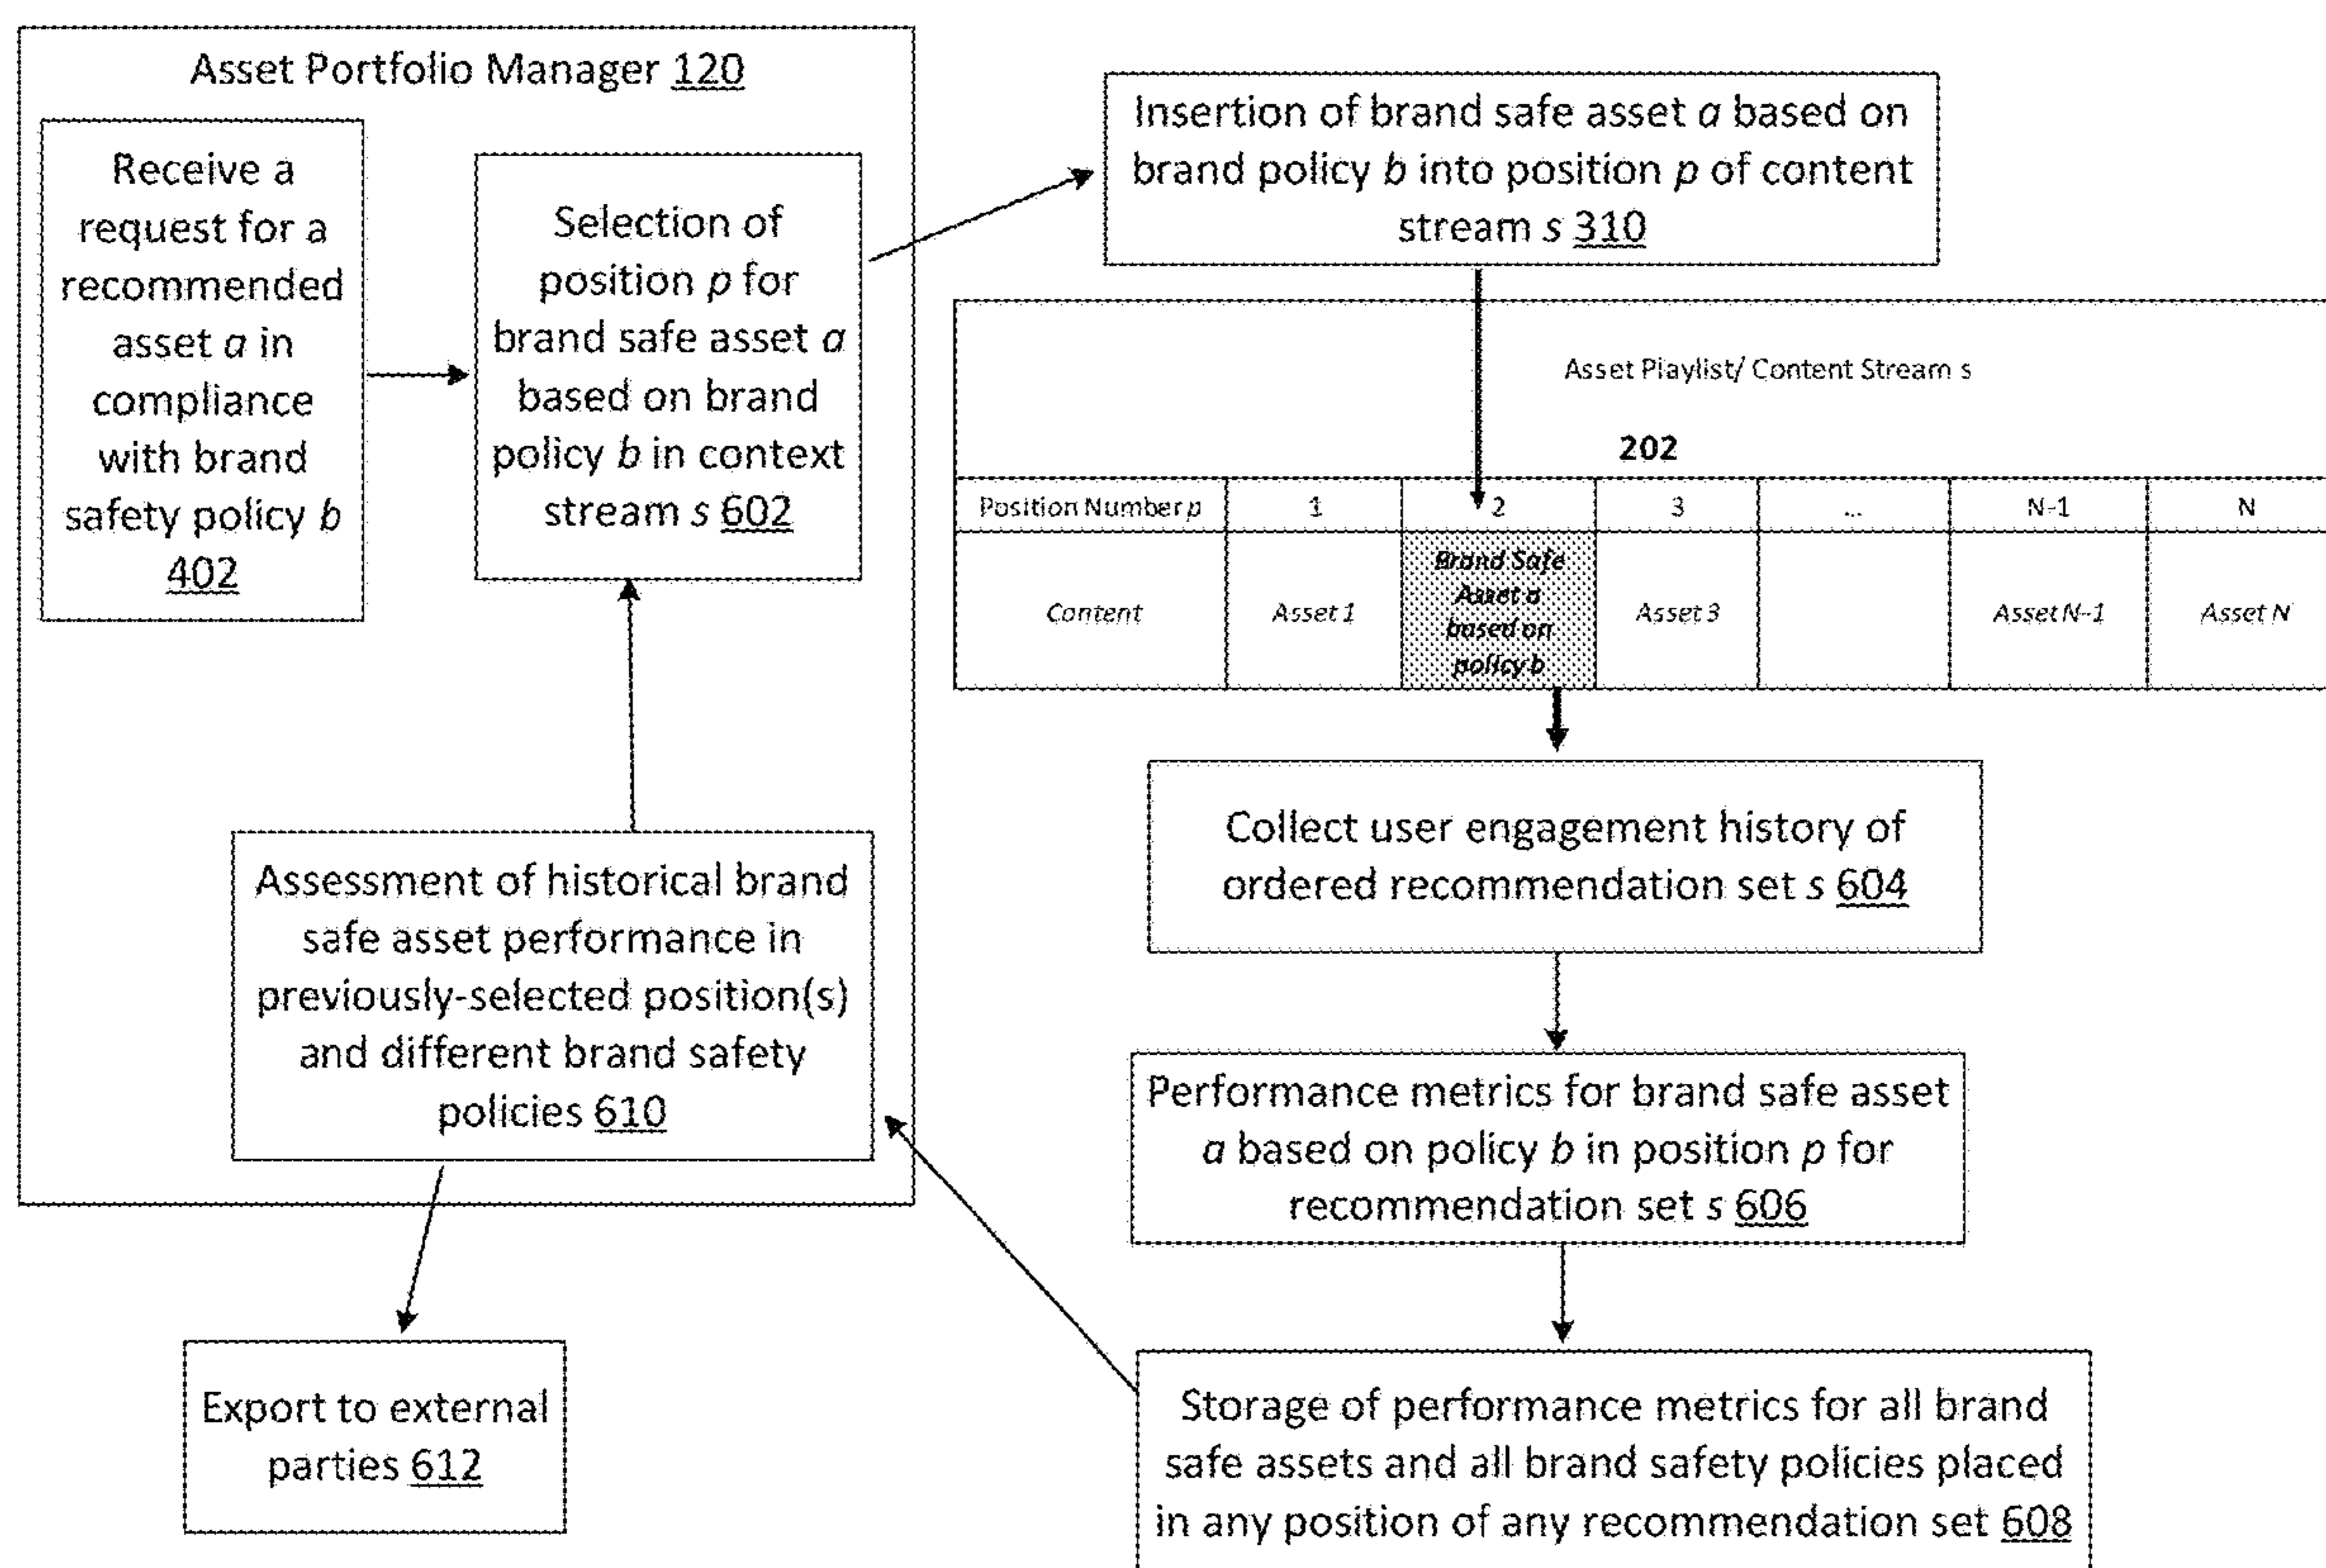 Asset Portfolio Manager 120
Receive a
request for a
recommended
asset a in
compliance
with brand
safety policy b
402
Selection of
position p for
brand safe asset a
based on brand
policy b in context
stream s 602
Insertion of brand safe asset a based on
brand policy b into position p of content
stream s 310
Asset Playlist/ Content Stream s
202
Position Number p 1 2 3 ... N-1 N
Content Asset 1 Brand Safe Asset 3 Asset N-1 Asset N
Asset a
based on
policy b
Collect user engagement history of
ordered recommendation set s 604
Assessment of historical brand
safe asset performance in
previously-selected position(s)
and different brand safety
policies 610
Performance metrics for brand safe asset
a based on policy b in position p for
recommendation set s 606
Export to external
parties 612
Storage of performance metrics for all brand
safe assets and all brand safety policies placed
in any position of any recommendation set 608